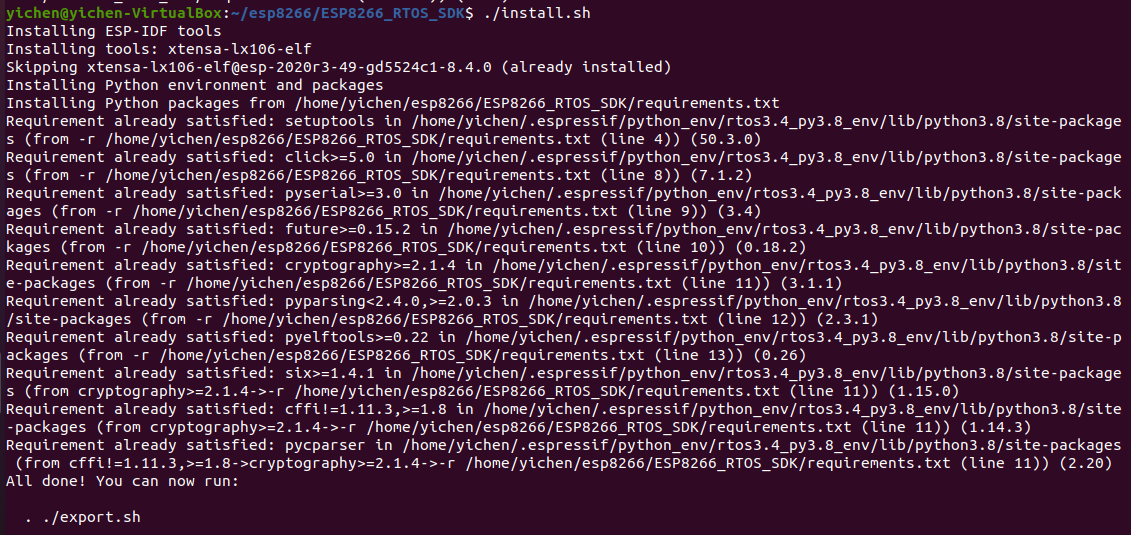 yichen@yichen-VirtualBox:~/esp8266/ESP8266_RTOS_SDK$ ./install.sh
Installing ESP-IDF tools
Installing tools: xtensa-lx106-elf
Skipping xtensa-lx106-elf@esp-2020r3-49-gd5524c1-8.4.0 (already installed)
Installing Python environment and packages
Installing Python packages from /home/yichen/esp8266/ESP8266_RTOS_SDK/requirements.txt
Requirement already satisfied: setuptools in /home/yichen/.espressif/python_env/rtos3.4_py3.8_env/lib/python3.8/site-package
s (from -r /home/yichen/esp8266/ESP8266_RTOS_SDK/requirements.txt (line 4)) (50.3.0)
Requirement already satisfied: click>=5.0 in /home/yichen/.espressif/python_env/rtos3.4_py3.8_env/lib/python3.8/site-package
s (from -r /home/yichen/esp8266/ESP8266_RTOS_SDK/requirements.txt (line 8)) (7.1.2)
Requirement already satisfied: pyserial>=3.0 in /home/yichen/.espressif/python_env/rtos3.4_py3.8_env/lib/python3.8/site-pack
ages (from -r /home/yichen/esp8266/ESP8266_RTOS_SDK/requirements.txt (line 9)) (3.4)
Requirement already satisfied: future>=0.15.2 in /home/yichen/.espressif/python_env/rtos3.4_py3.8_env/lib/python3.8/site-pac
kages (from -r /home/yichen/esp8266/ESP8266_RTOS_SDK/requirements.txt (line 10)) (0.18.2)
Requirement already satisfied: cryptography>=2.1.4 in /home/yichen/.espressif/python_env/rtos3.4_py3.8_env/lib/python3.8/sit
e-packages (from -r /home/yichen/esp8266/ESP8266_RTOS_SDK/requirements.txt (line 11)) (3.1.1)
Requirement already satisfied: pyparsing<2.4.0,>=2.0.3 in /home/yichen/.espressif/python_env/rtos3.4_py3.8_env/lib/python3.8
/site-packages (from -r /home/yichen/esp8266/ESP8266_RTOS_SDK/requirements.txt (line 12)) (2.3.1)
Requirement already satisfied: pyelftools>=0.22 in /home/yichen/.espressif/python_env/rtos3.4_py3.8_env/lib/python3.8/site-p
ackages (from -r /home/yichen/esp8266/ESP8266_RTOS_SDK/requirements.txt (line 13)) (0.26)
Requirement already satisfied: six>=1.4.1 in /home/yichen/.espressif/python_env/rtos3.4_py3.8_env/lib/python3.8/site-package
s (from cryptography>=2.1.4->-r /home/yichen/esp8266/ESP8266_RTOS_SDK/requirements.txt (line 11)) (1.15.0)
Requirement already satisfied: cffi!=1.11.3,>=1.8 in /home/yichen/.espressif/python_env/rtos3.4_py3.8_env/lib/python3.8/site
-packages (from cryptography>=2.1.4->-r /home/yichen/esp8266/ESP8266_RTOS_SDK/requirements.txt (line 11)) (1.14.3)
Requirement already satisfied: pycparser in /home/yichen/.espressif/python_env/rtos3.4_py3.8_env/lib/python3.8/site-packages
 (from cffi!=1.11.3,>=1.8->cryptography>=2.1.4->-r /home/yichen/esp8266/ESP8266_RTOS_SDK/requirements.txt (line 11)) (2.20)
All done! You can now run:
  . ./export.sh